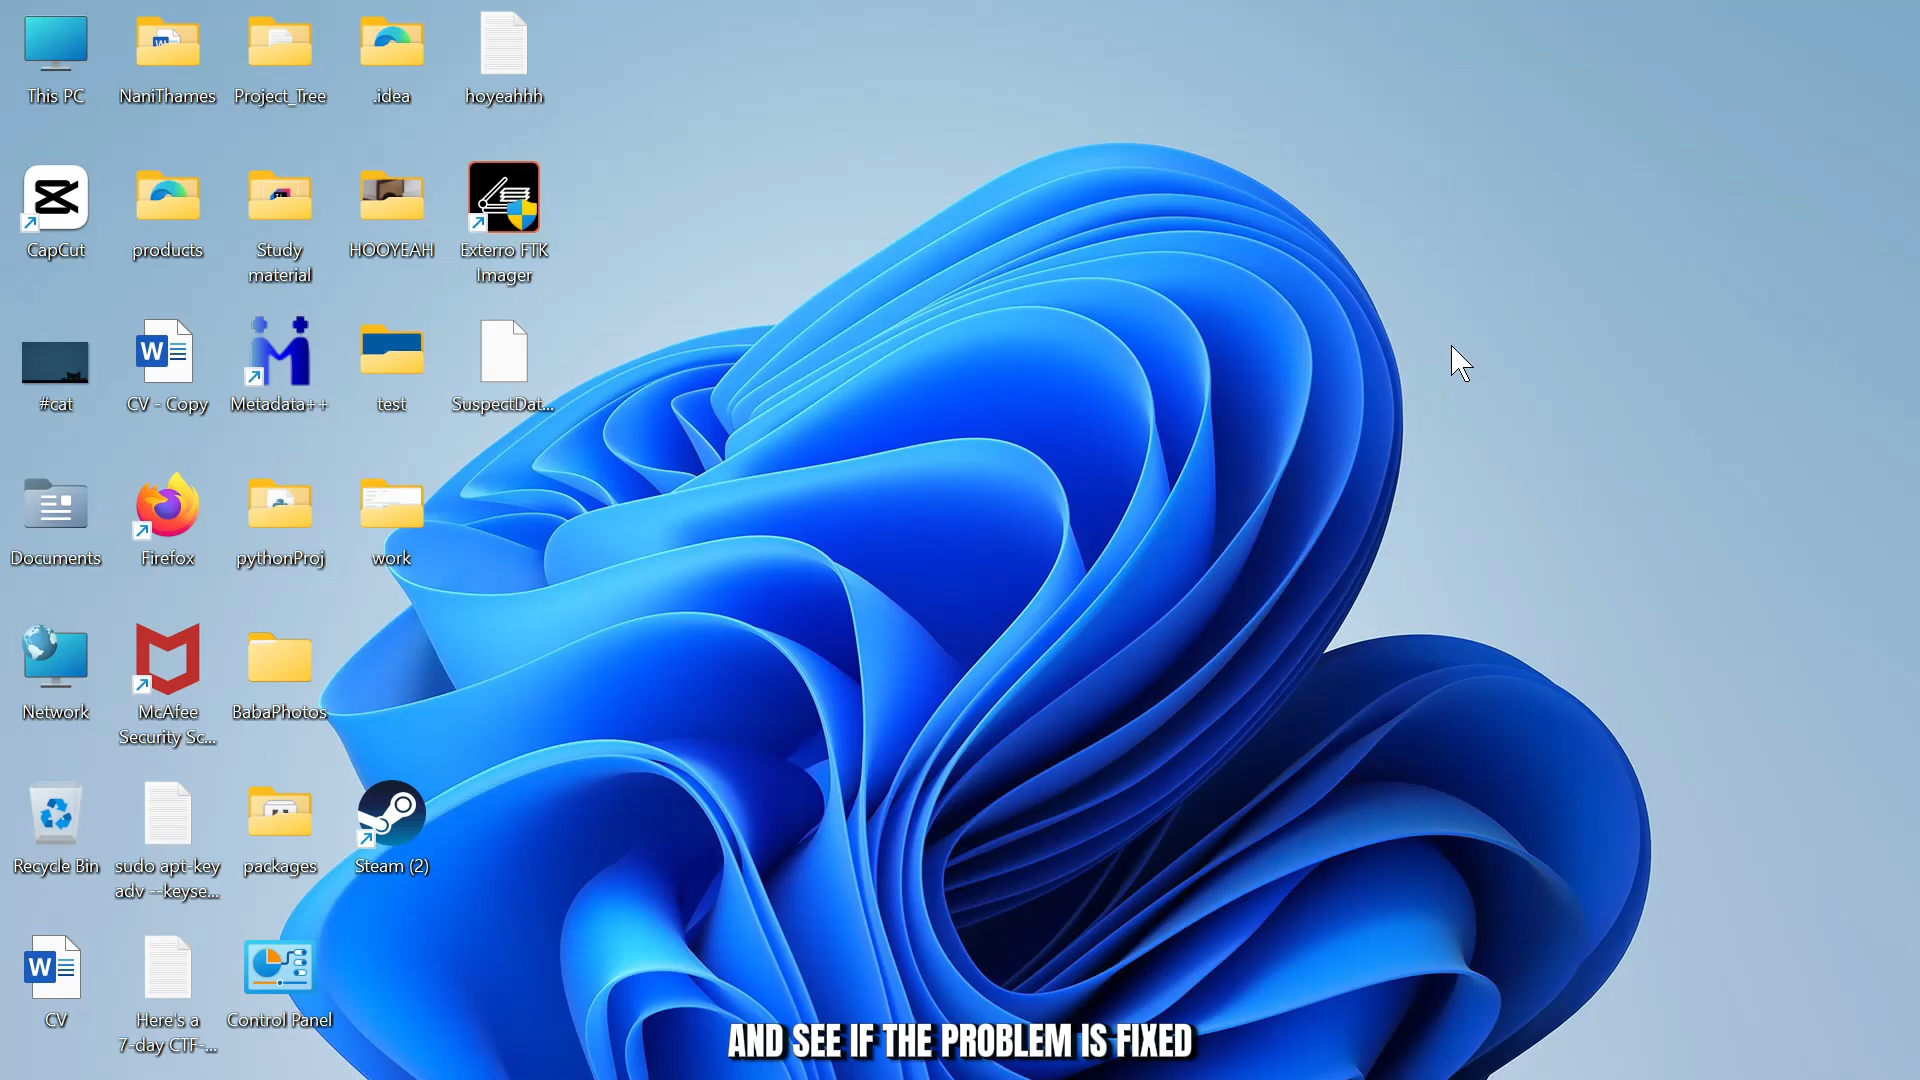 This PC
NaniThames
Project_Tree
.idea
hoyeahhh
CapCut
products
Study
material
HOOYEAH
Exterro FTK
Imager
#cat
CV - Copy
Metadata++
test
SuspectDat...
Documents
Firefox
pythonProj
work
Network
McAfee
Security Sc...
BabaPhotos
Recycle Bin
sudo apt-key
adv --keyse...
packages
Steam (2)
CV
Here's a
7-day CTF-...
Control Panel
AND SEE IF THE PROBLEM IS FIXED